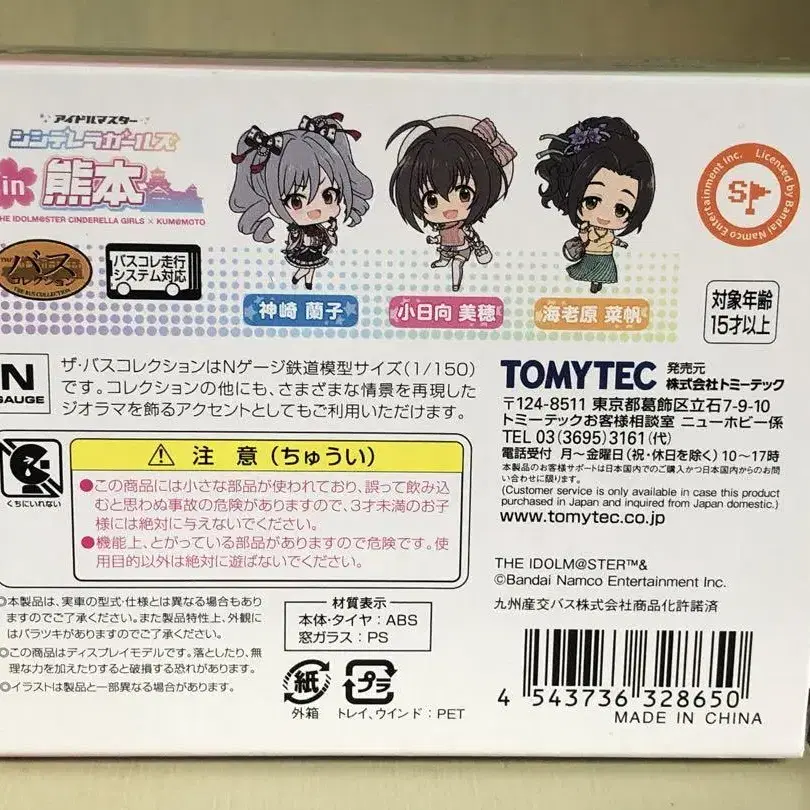 アイドルマスター
シンデレラガールズ
in 熊本
THE IDOLM@STER CINDERELLA GIRLS × KUM@MOTO
バス
コレクション
THE BUS COLLECTION
バスコレ走行
システム対応
神崎 蘭子
小日向 美穂
海老原 菜帆
Licensed by Bandai Namco Entertainment Inc.
SP
対象年齢
15才以上
N
GAUGE
ザ・バスコレクションはNゲージ鉄道模型サイズ(1/150)
です。コレクションの他にも、さまざまな情景を再現した
ジオラマを飾るアクセントとしてもご利用いただけます。
くちにいれない
注 意 (ちゅうい)
●この商品には小さな部品が使われており、誤って飲み込
むと思わぬ事故の危険がありますので、3才未満のお子
様には絶対に与えないでください。
●機能上、とがっている部品がありますので危険です。使
用目的以外は絶対に遊ばないでください。
◎本製品は、実車の型式・仕様とは異なる場合もあり
ますのでご了承ください。また製品特性上、外観に
はバラツキがありますのでご了承ください。
◎この商品はディスプレイモデルです。落としたり、無
理な力を加えたりすると破損する恐れがあります。
◎イラストは製品と一部異なる場合があります。
材質表示
本体・タイヤ:ABS
窓ガラス:PS
紙
外箱
プラ
トレイ、ウインド:PET
TOMYTEC 発売元
株式会社トミーテック
〒124-8511 東京都葛飾区立石7-9-10
トミーテックお客様相談室 ニューホビー係
TEL 03(3695)3161(代)
電話受付 月〜金曜日(祝・休日を除く)10〜17時
本製品のお客様サポートは日本国内でのご購入かつ日本国内からのお問
い合わせに限ります。
(Customer service is only available in case this product
purchased in Japan and inquired from Japan domestic.)
www.tomytec.co.jp
THE IDOLM@STER™&
©Bandai Namco Entertainment Inc.
九州産交バス株式会社商品化許諾済
4 543736 328650
MADE IN CHINA